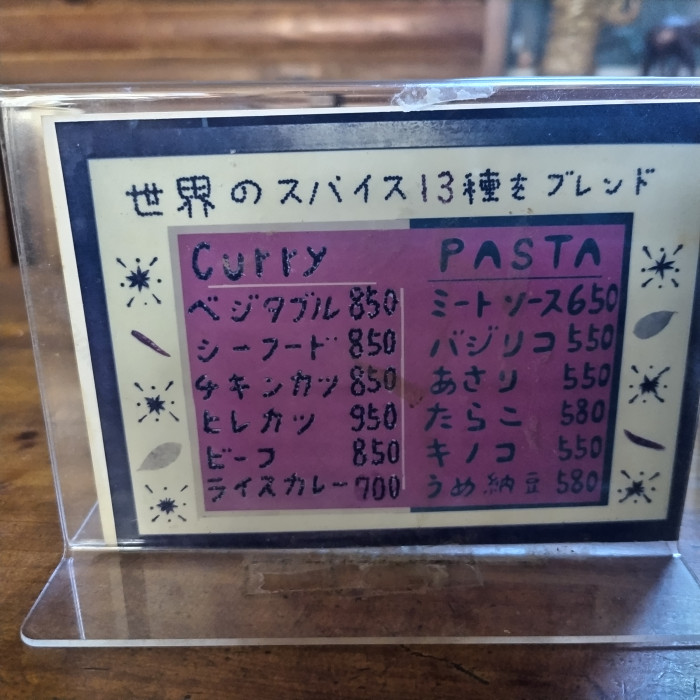 世界のスパイス13種をブレンド
Curry
ベジタブル 850
シーフード 850
チキンカツ 850
ヒレカツ 950
ビーフ 850
ライスカレー 700
PASTA
ミートソース 650
バジリコ 550
あさり 550
たらこ 580
キノコ 550
うめ納豆 580